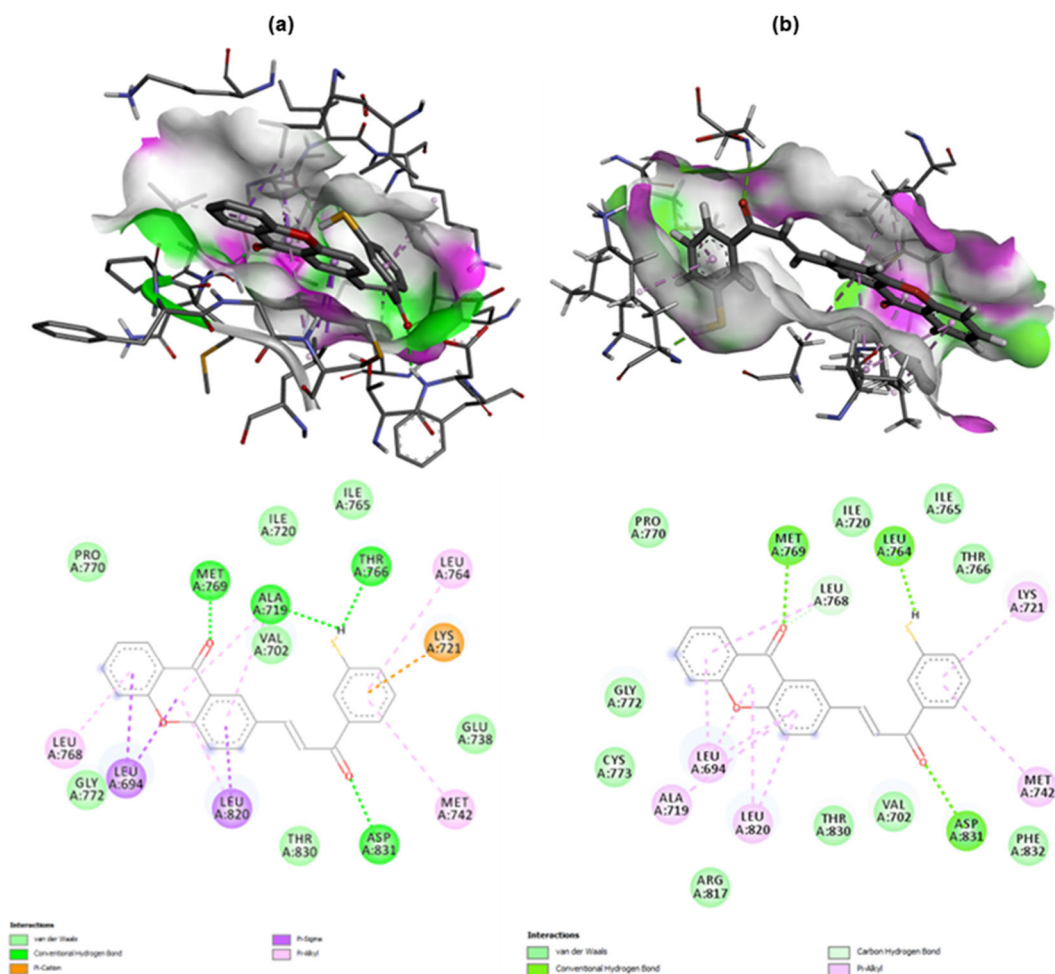 (a)
(b)
ILE
A:765
ILE
A:720
PRO
A:770
THR
A:766
MET
A:769
LEU
A:764
ALA
A:719
VAL
A:702
H
LYS
A:721
O
GLU
A:738
O
LEU
A:768
LEU
A:694
GLY
A:772
LEU
A:820
O
MET
A:742
THR
A:830
ASP
A:831
Interactions
van der Waals
Conventional Hydrogen Bond
Pi-Cation
Pi-Sigma
Pi-Alkyl
ILE
A:765
ILE
A:720
PRO
A:770
MET
A:769
LEU
A:764
THR
A:766
LEU
A:768
LYS
A:721
H
O
GLY
A:772
O
CYS
A:773
LEU
A:694
ALA
A:719
LEU
A:820
THR
A:830
VAL
A:702
O
MET
A:742
ASP
A:831
PHE
A:832
ARG
A:817
Interactions
van der Waals
Conventional Hydrogen Bond
Carbon Hydrogen Bond
Pi-Alkyl